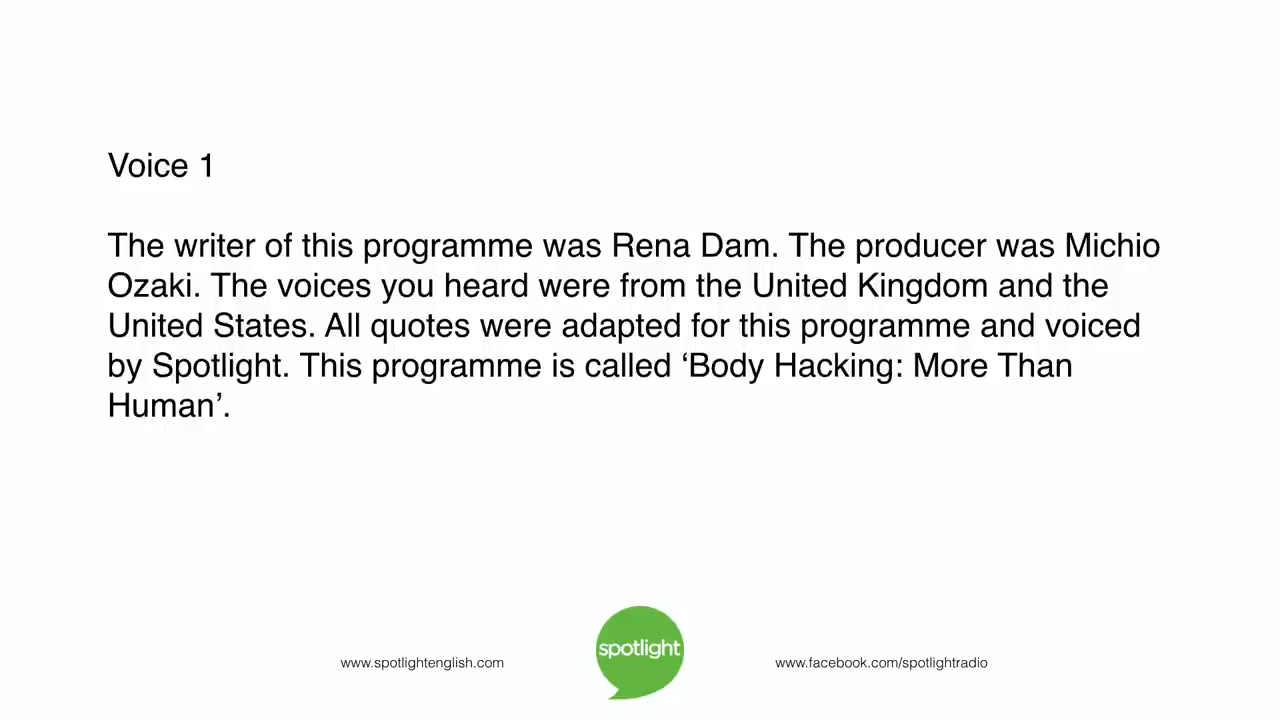 Voice 1
The writer of this programme was Rena Dam. The producer was Michio
Ozaki. The voices you heard were from the United Kingdom and the
United States. All quotes were adapted for this programme and voiced
by Spotlight. This programme is called ‘Body Hacking: More Than
Human’.
www.spotlightenglish.com
spotlight
www.facebook.com/spotlightradio